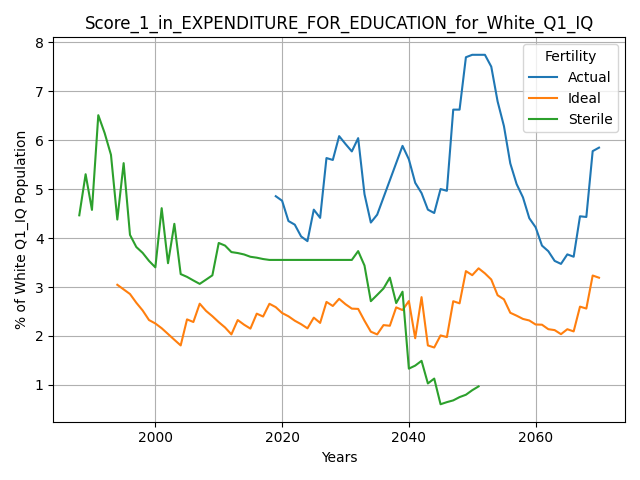 Score_1_in_EXPENDITURE_FOR_EDUCATION_for_White_Q1_IQ
Fertility
Actual
Ideal
Sterile
% of White Q1_IQ Population
8
7
6
5
4
3
2
1
2000
2020
2040
2060
Years